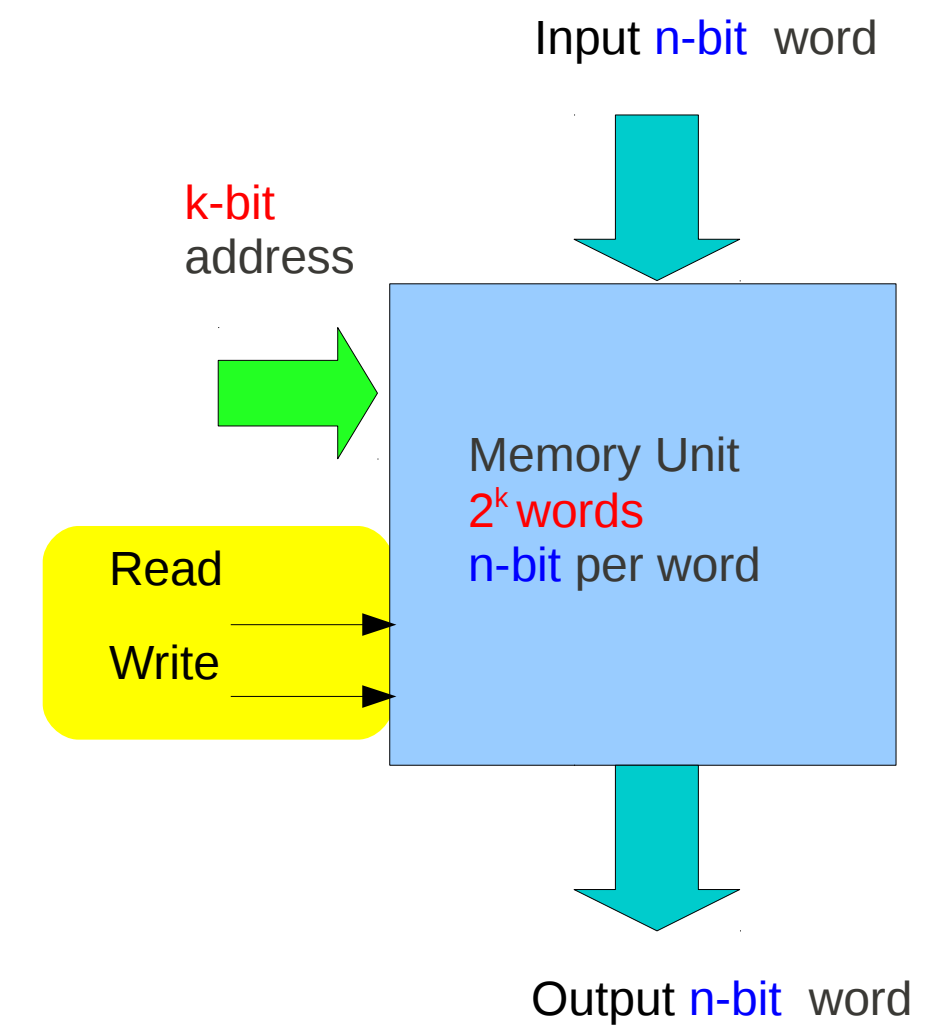 Input n-bit word
k-bit
address
Memory Unit
2ᵏ words
n-bit per word
Read
Write
Output n-bit word